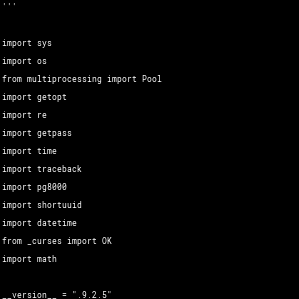 ...
import sys
import os
from multiprocessing import Pool
import getopt
import re
import getpass
import time
import traceback
import pg8000
import shortuuid
import datetime
from _curses import OK
import math
__version__ = ".9.2.5"